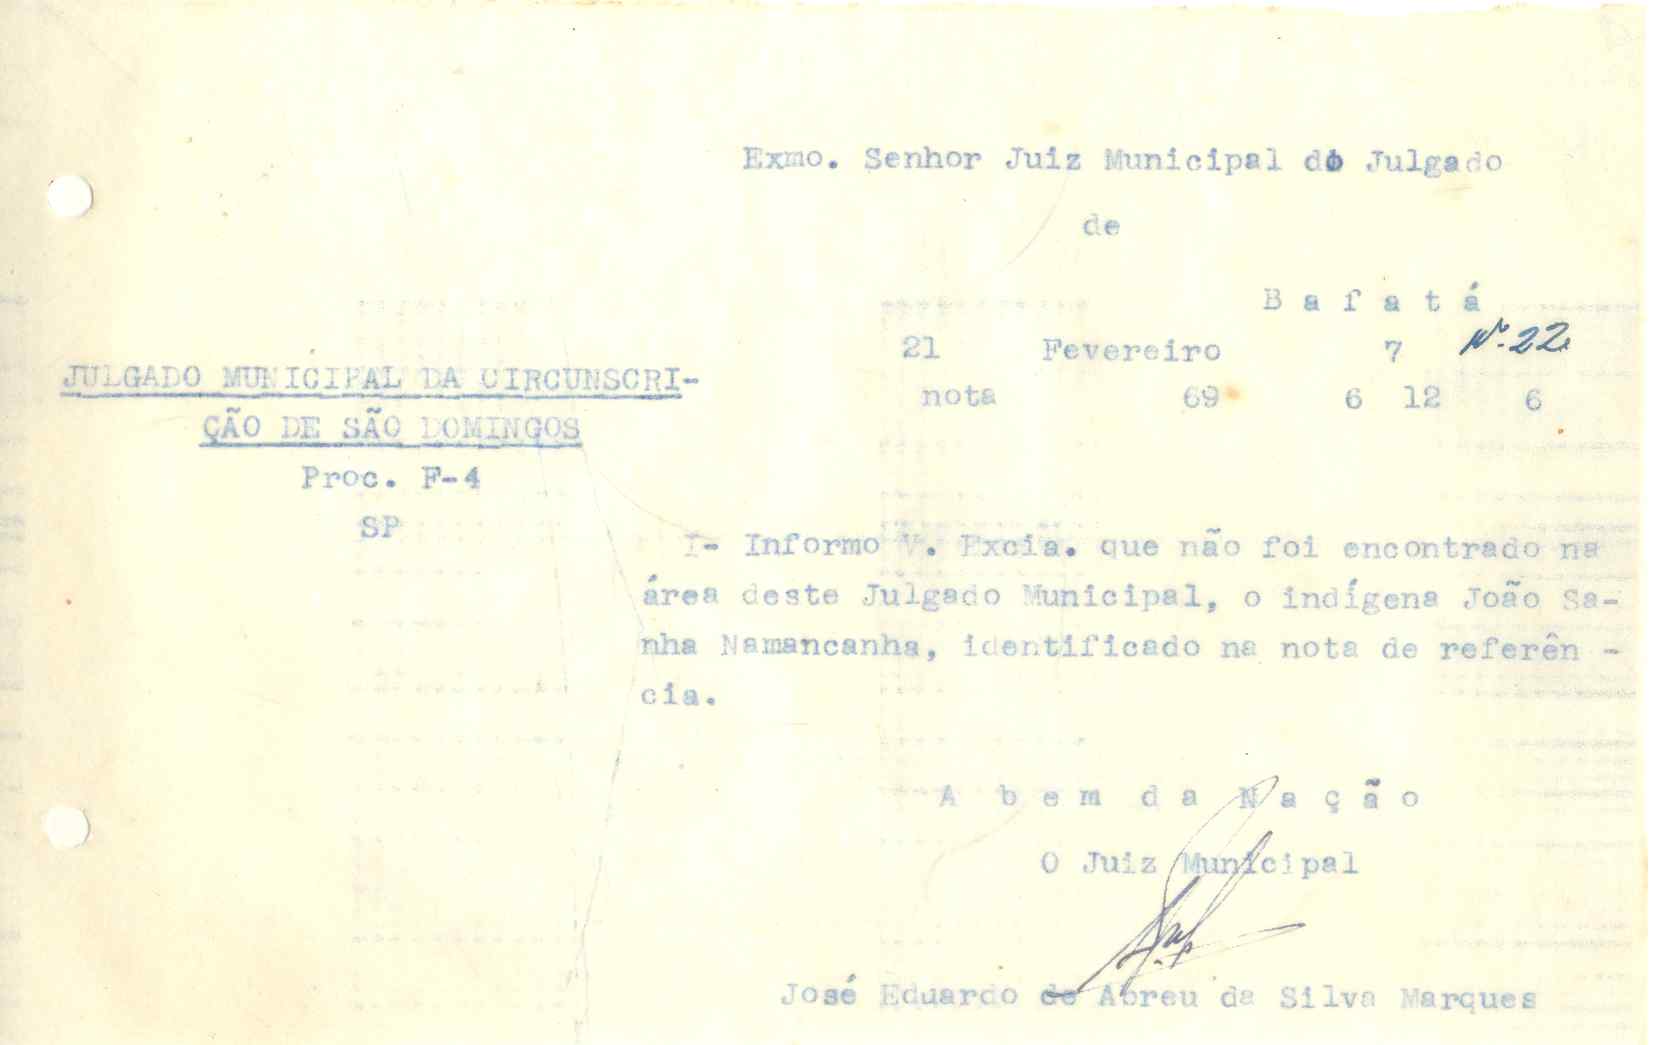 Exmo. Senhor Juiz Municipal do Julgado
de
B a f a t á
21 Fevereiro 7 Nº. 22
nota 69 6 12 6
JULGADO MUNICIPAL DA CIRCUNSCRI-
ÇÃO DE SÃO DOMINGOS
Proc. F-4
SP
I- Informo V. Excia. que não foi encontrado na
área deste Julgado Municipal, o indígena João Sa-
nha Namancanha, identificado na nota de referên -
cia.
A b e m d a N a ç ã o
O Juiz Municipal
José Eduardo de Abreu da Silva Marques